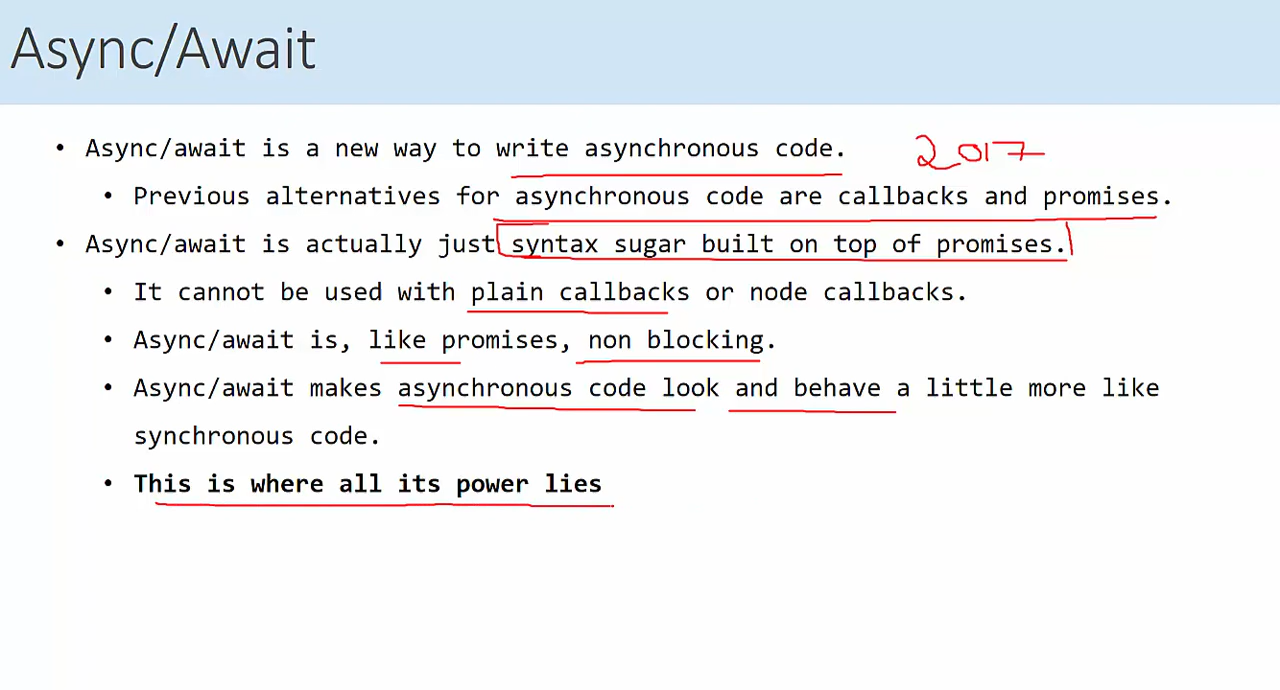 Async/Await
• Async/await is a new way to write asynchronous code. 2017
• Previous alternatives for asynchronous code are callbacks and promises.
• Async/await is actually just syntax sugar built on top of promises.
• It cannot be used with plain callbacks or node callbacks.
• Async/await is, like promises, non blocking.
• Async/await makes asynchronous code look and behave a little more like
synchronous code.
• This is where all its power lies